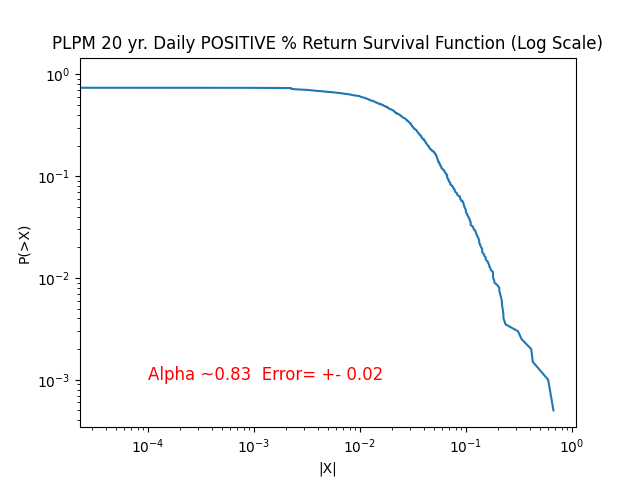 PLPM 20 yr. Daily POSITIVE % Return Survival Function (Log Scale)
10⁰
10⁻¹
10⁻²
10⁻³
P(>X)
Alpha ~0.83  Error= +- 0.02
10⁻⁴ 10⁻³ 10⁻² 10⁻¹ 10⁰
|X|